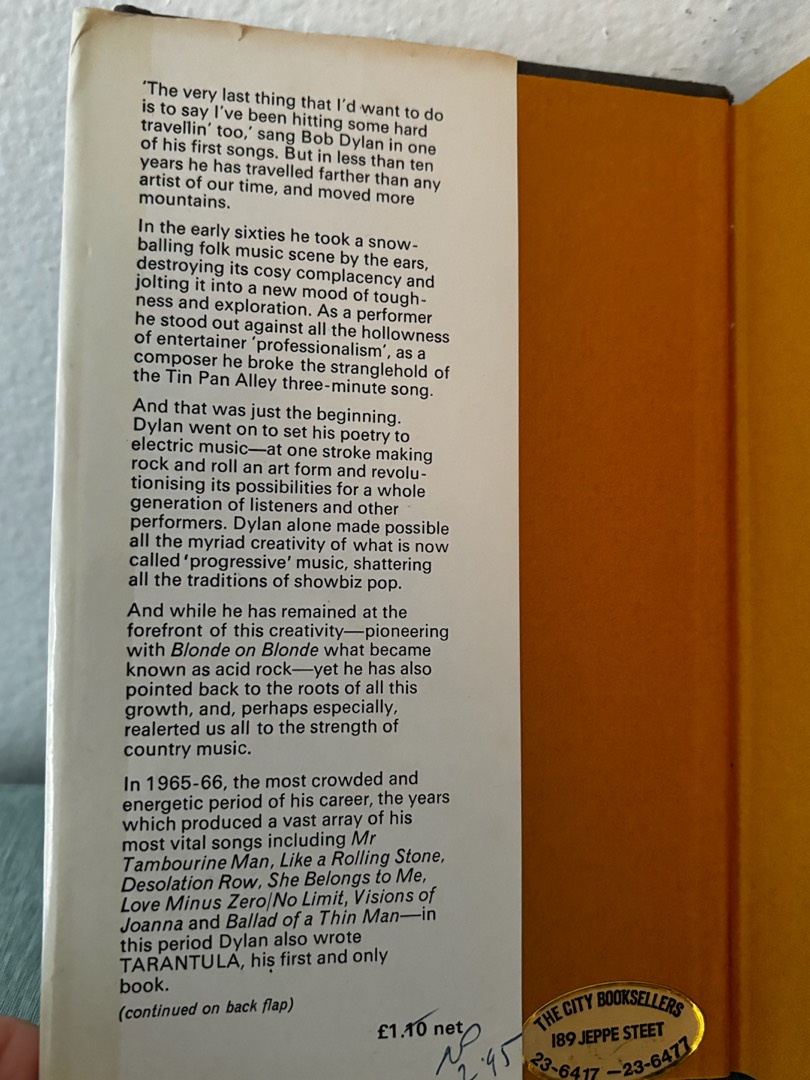 'The very last thing that I'd want to do
is to say I've been hitting some hard
travellin' too,' sang Bob Dylan in one
of his first songs. But in less than ten
years he has travelled farther than any
artist of our time, and moved more
mountains.
In the early sixties he took a snow-
balling folk music scene by the ears,
destroying its cosy complacency and
jolting it into a new mood of tough-
ness and exploration. As a performer
he stood out against all the hollowness
of entertainer 'professionalism', as a
composer he broke the stranglehold of
the Tin Pan Alley three-minute song.
And that was just the beginning.
Dylan went on to set his poetry to
electric music—at one stroke making
rock and roll an art form and revolu-
tionising its possibilities for a whole
generation of listeners and other
performers. Dylan alone made possible
all the myriad creativity of what is now
called 'progressive' music, shattering
all the traditions of showbiz pop.
And while he has remained at the
forefront of this creativity—pioneering
with Blonde on Blonde what became
known as acid rock—yet he has also
pointed back to the roots of all this
growth, and, perhaps especially,
realerted us all to the strength of
country music.
In 1965-66, the most crowded and
energetic period of his career, the years
which produced a vast array of his
most vital songs including Mr
Tambourine Man, Like a Rolling Stone,
Desolation Row, She Belongs to Me,
Love Minus Zero/No Limit, Visions of
Joanna and Ballad of a Thin Man—in
this period Dylan also wrote
TARANTULA, his first and only
book.
(continued on back flap)
£1.10 net
2.95
THE CITY BOOKSELLERS
189 JEPPE STEET
23-6417 — 23-6477